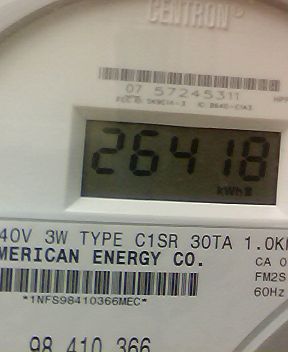 CENTRON®
07 57245311
26418
kWh
40V 3W TYPE C1SR 30TA 1.0K
MERICAN ENERGY CO.
CA 0
FM2S
60Hz
*1NFS98410366MEC*
98 410 366